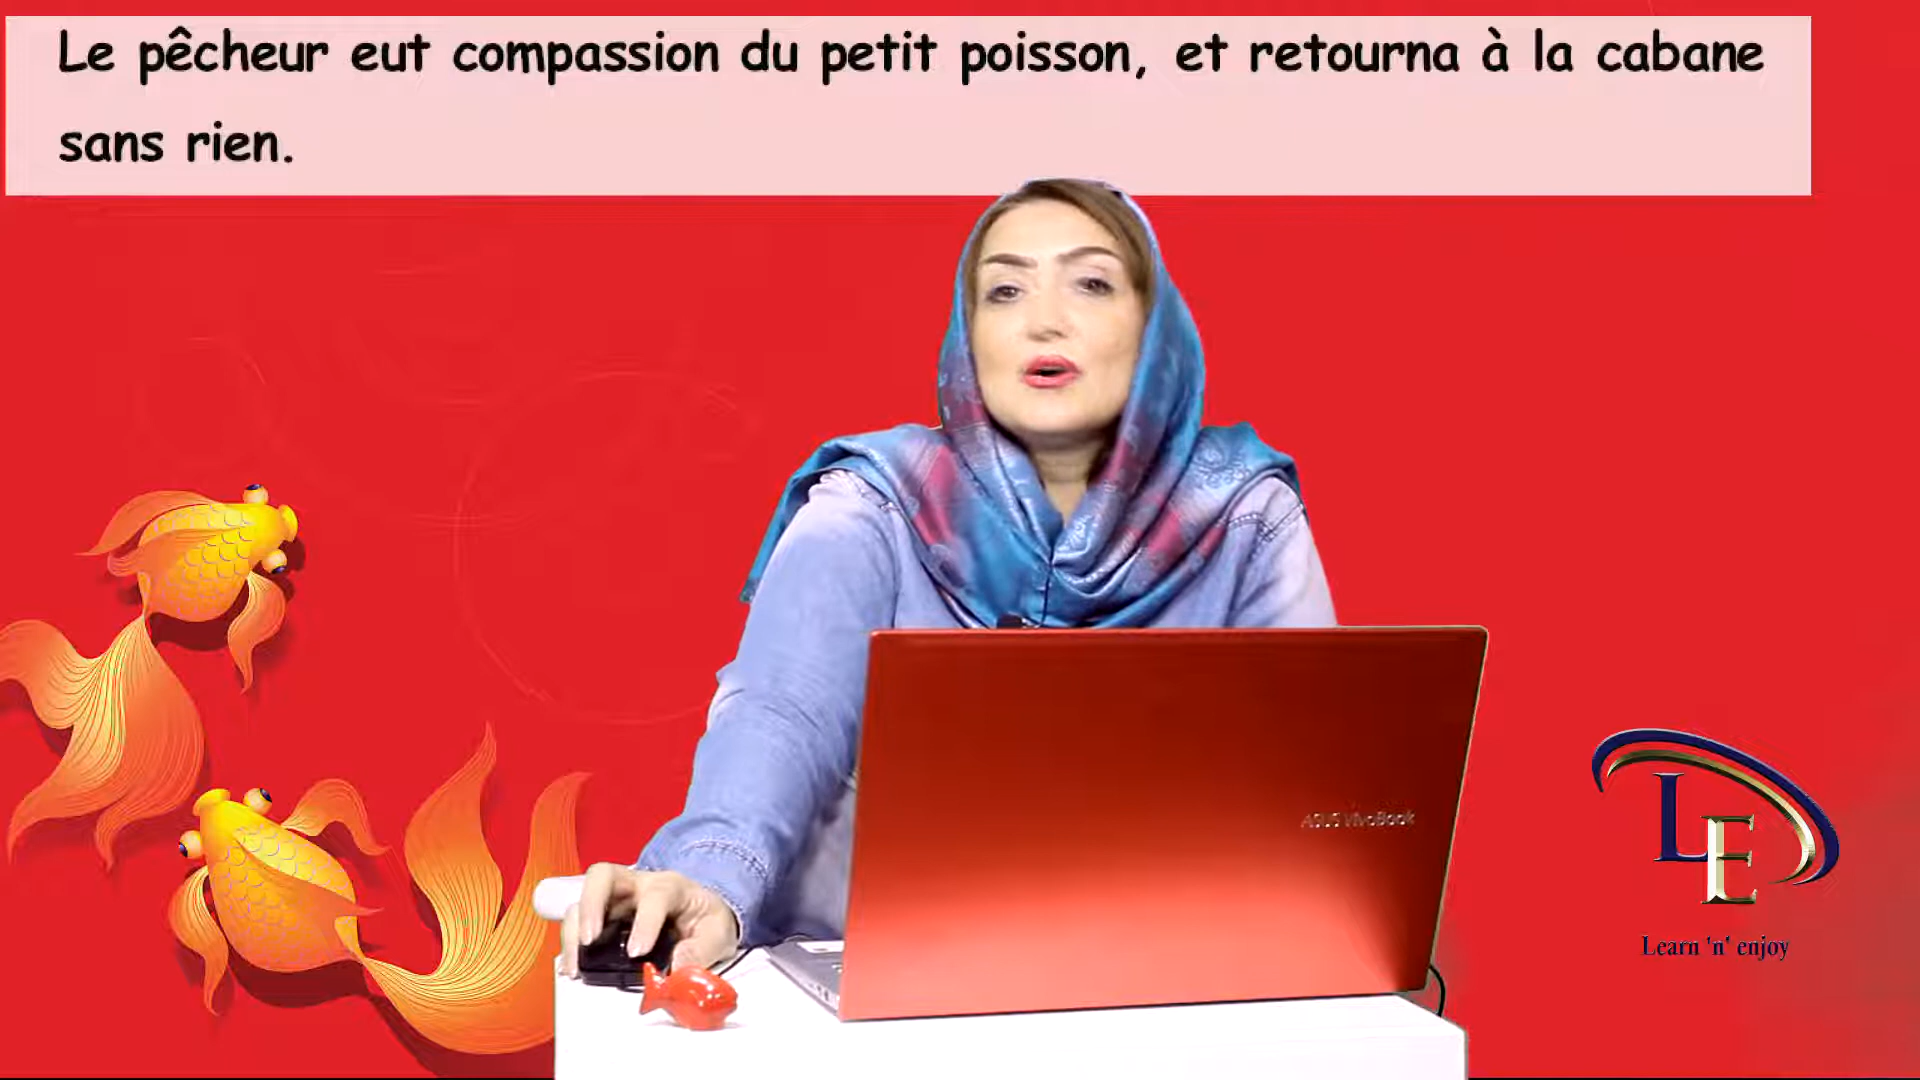 Le pêcheur eut compassion du petit poisson, et retourna à la cabane
sans rien.
ASUS VivoBook
LE
Learn 'n' enjoy